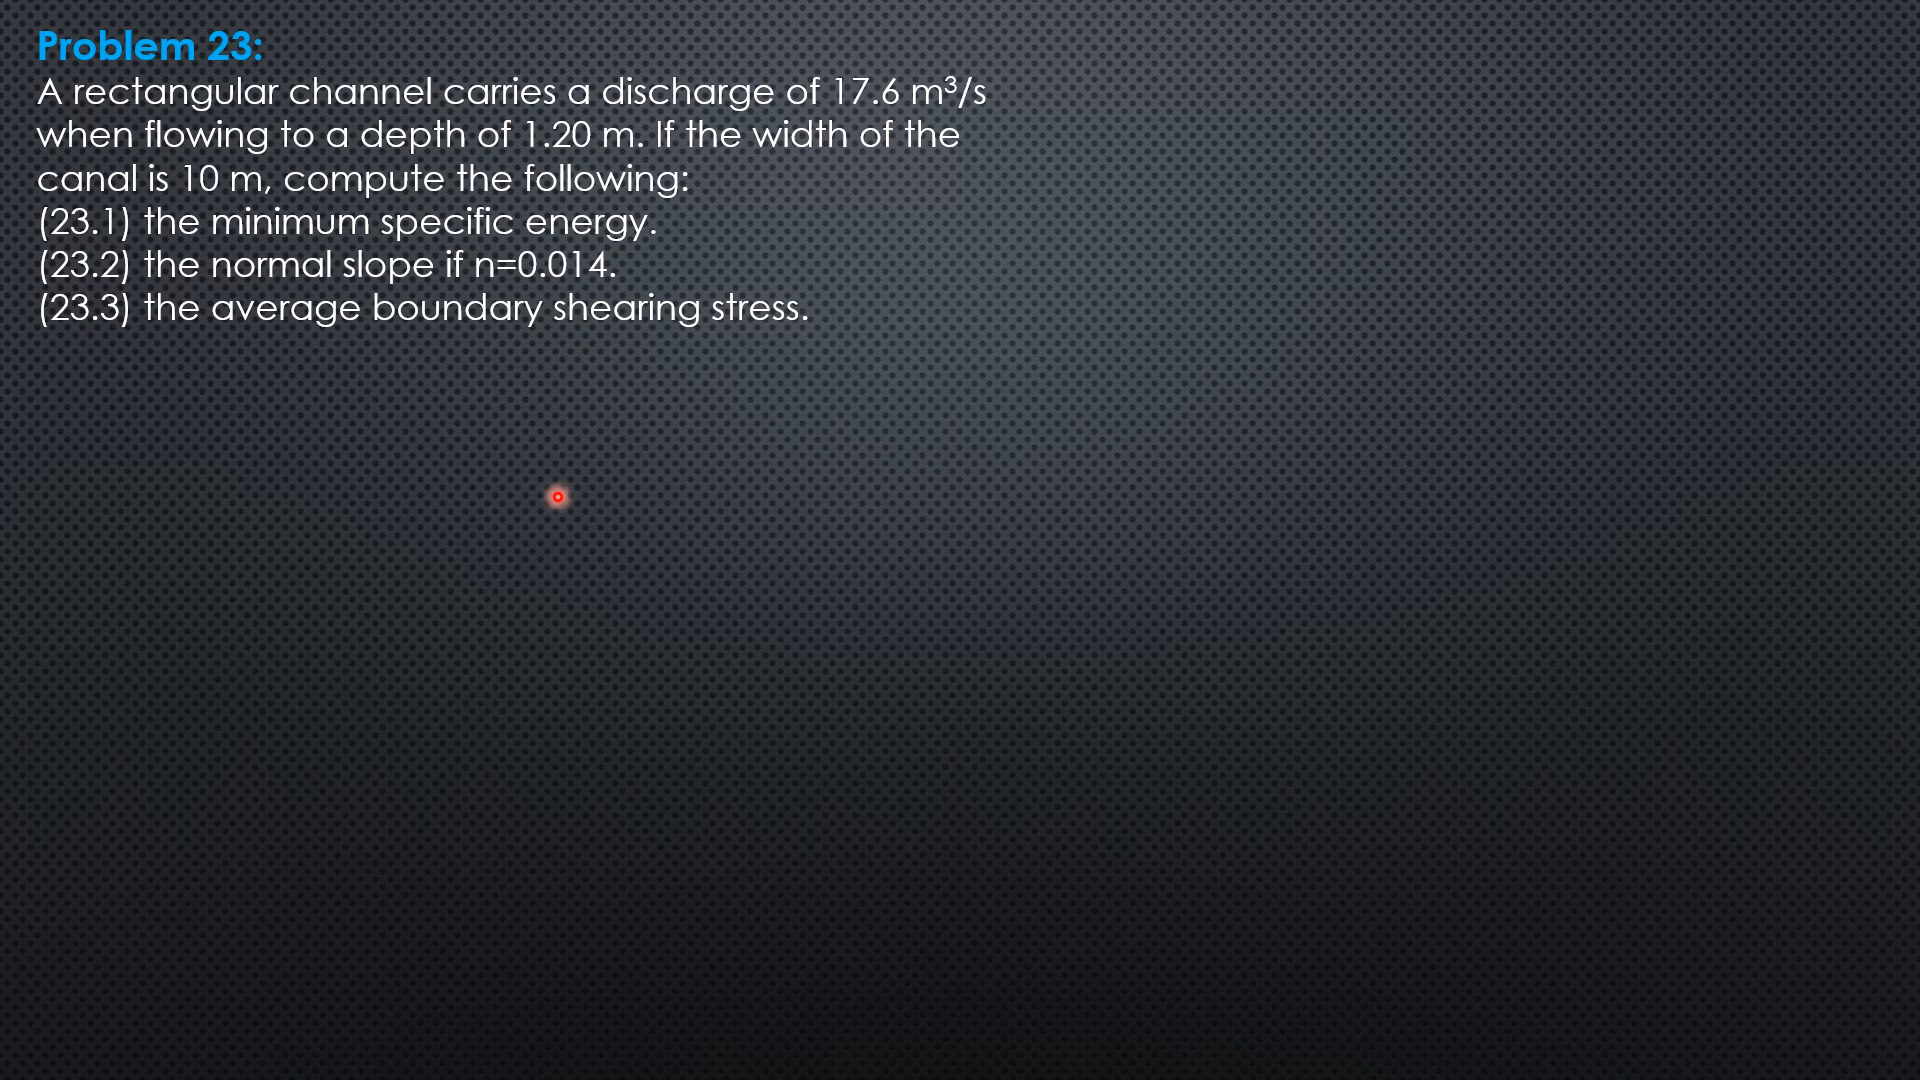 Problem 23:
A rectangular channel carries a discharge of 17.6 m³/s
when flowing to a depth of 1.20 m. If the width of the
canal is 10 m, compute the following:
(23.1) the minimum specific energy.
(23.2) the normal slope if n=0.014.
(23.3) the average boundary shearing stress.